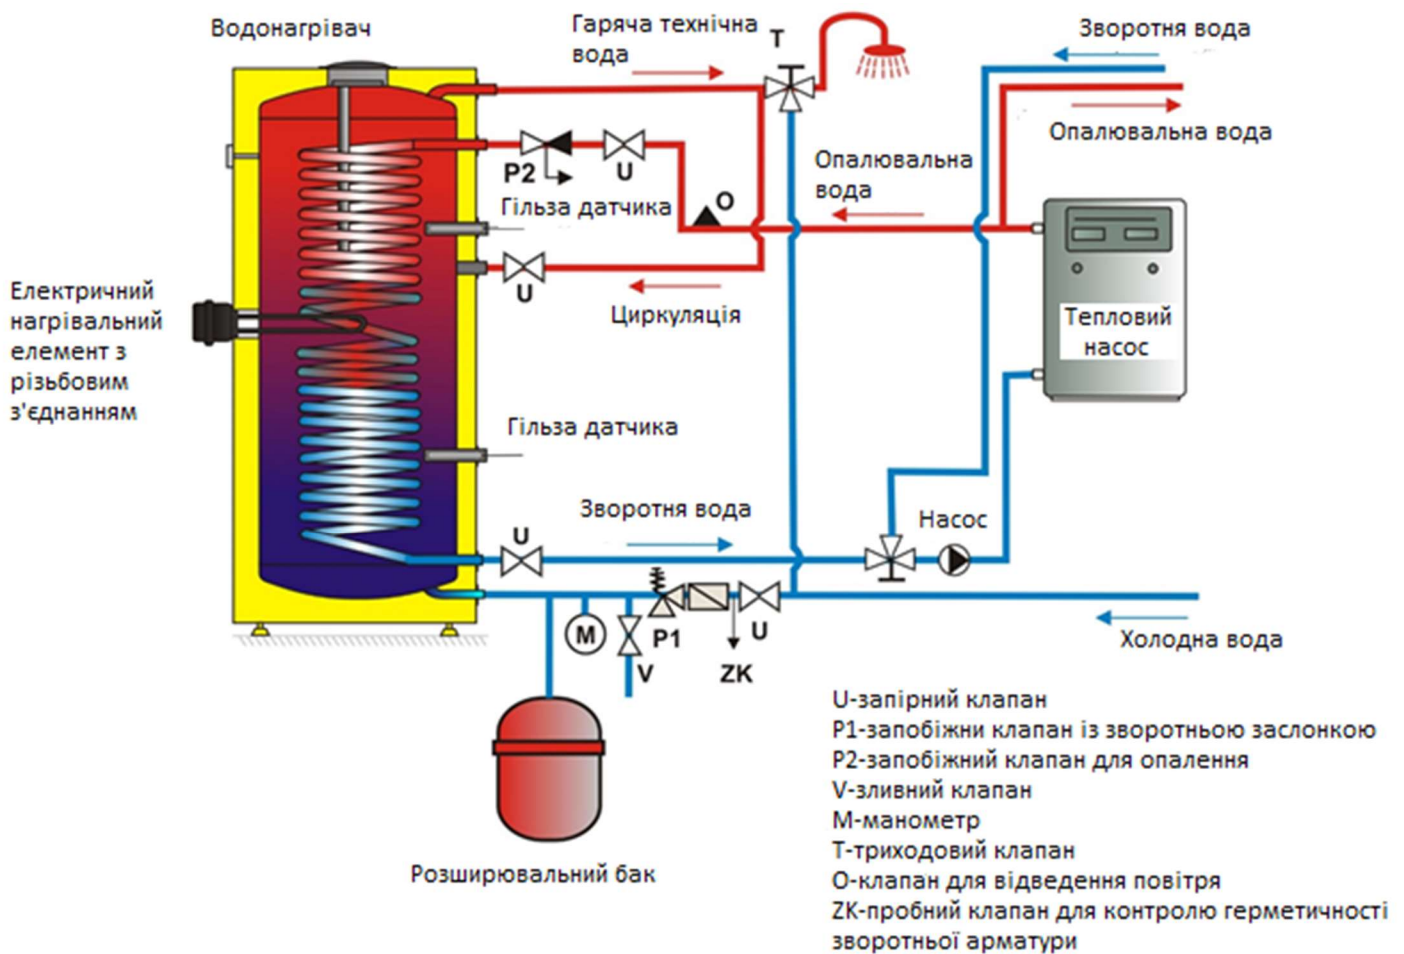 Водонагрівач
Гаряча технічна
вода
T
Зворотня вода
Опалювальна вода
Опалювальна
вода
P2
U
O
Гільза датчика
U
Циркуляція
Електричний
нагрівальний
елемент з
різьбовим
з'єднанням
Тепловий
насос
Гільза датчика
Зворотня вода
Насос
U
M
V
P1
ZK
U
Холодна вода
Розширювальний бак
U-запірний клапан
P1-запобіжни клапан із зворотньою заслонкою
P2-запобіжний клапан для опалення
V-зливний клапан
M-манометр
T-триходовий клапан
O-клапан для відведення повітря
ZK-пробний клапан для контролю герметичності
зворотньої арматури